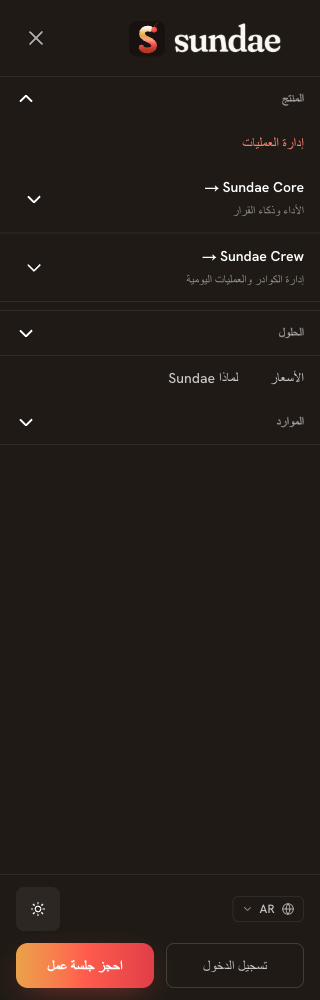 sundae
المنتج
إدارة العمليات
Sundae Core →
الأداء وذكاء القرار
Sundae Crew →
إدارة الكوادر والعمليات اليومية
الحلول
الأسعار لماذا Sundae
الموارد
AR
تسجيل الدخول
احجز جلسة عمل